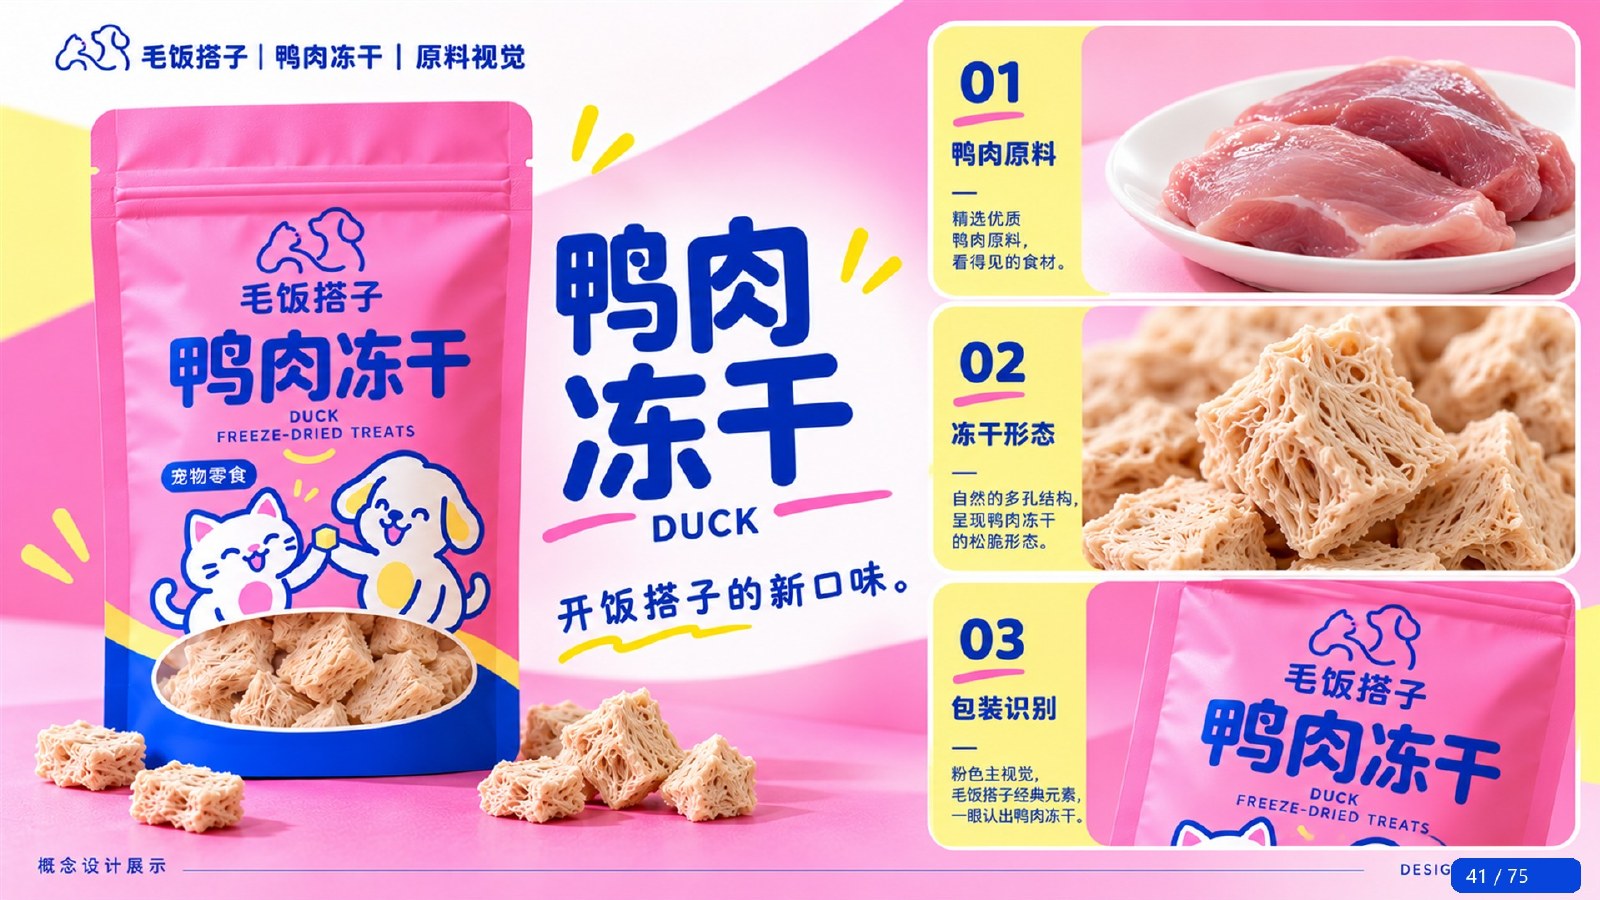 毛饭搭子 | 鸭肉冻干 | 原料视觉
毛饭搭子
鸭肉冻干
DUCK
FREEZE-DRIED TREATS
宠物零食
鸭肉
冻干
DUCK
开饭搭子的新口味。
01
鸭肉原料
精选优质
鸭肉原料，
看得见的食材。
02
冻干形态
自然的多孔结构，
呈现鸭肉冻干
的松脆形态。
03
包装识别
粉色主视觉，
毛饭搭子经典元素，
一眼认出鸭肉冻干。
毛饭搭子
鸭肉冻干
DUCK
FREEZE-DRIED TREATS
概念设计展示
DESIG
41 / 75